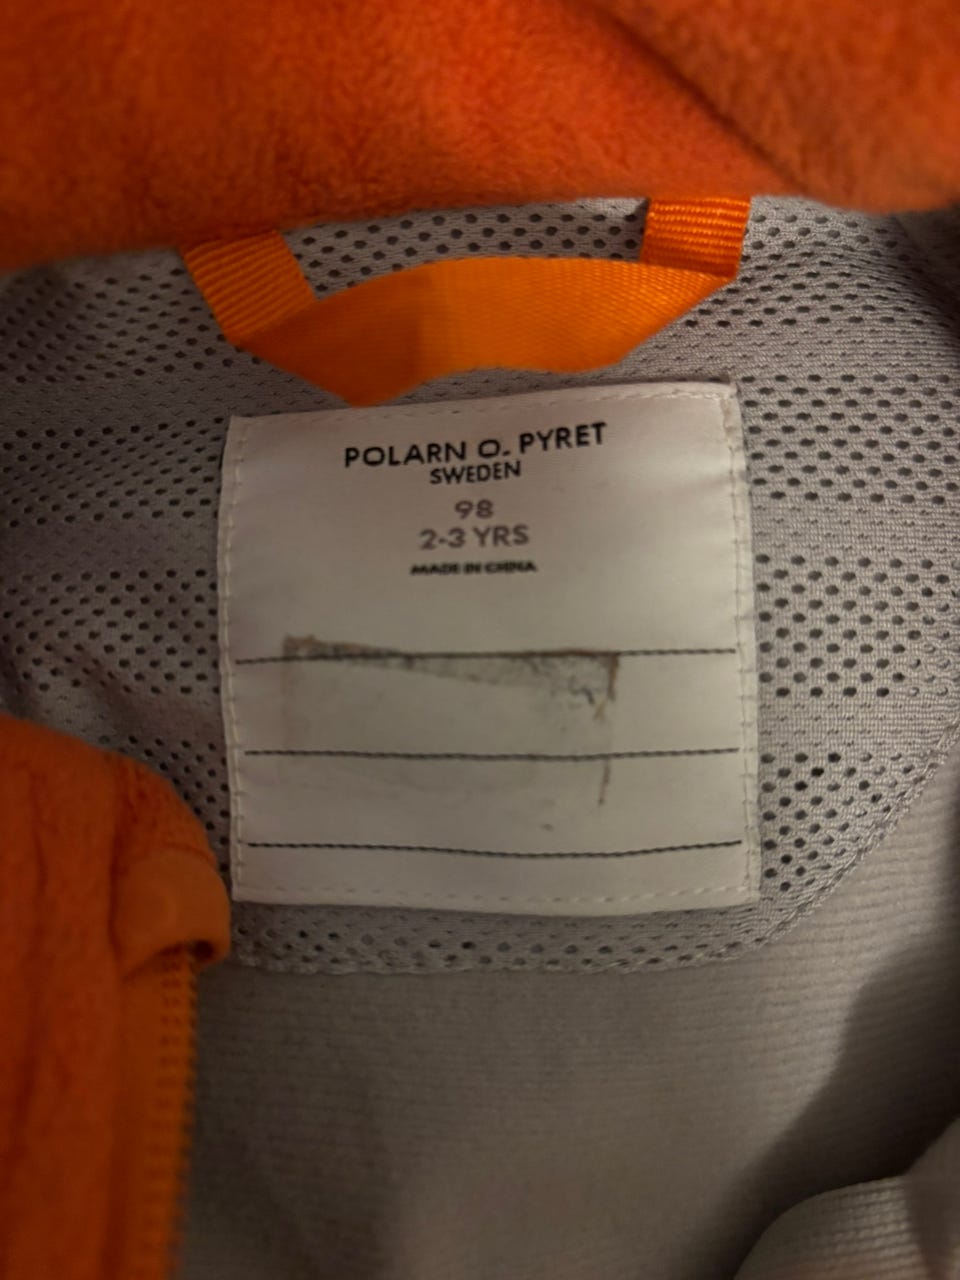 POLARN O. PYRET
SWEDEN
98
2-3 YRS
MADE IN CHINA